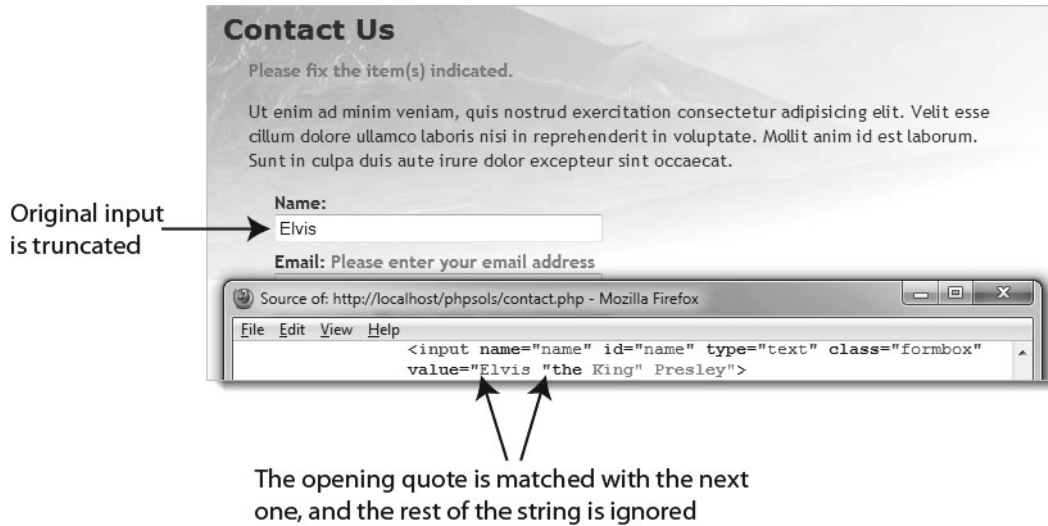 Contact Us
Please fix the item(s) indicated.
Ut enim ad minim veniam, quis nostrud exercitation consectetur adipisicing elit. Velit esse
cillum dolore ullamco laboris nisi in reprehenderit in voluptate. Mollit anim id est laborum.
Sunt in culpa duis aute irure dolor excepteur sint occaecat.
Original input
is truncated
Name:
Elvis
Email: Please enter your email address
Source of: http://localhost/phpsols/contact.php - Mozilla Firefox
File Edit View Help
<input name="name" id="name" type="text" class="formbox"
value="Elvis "the King" Presley">
The opening quote is matched with the next
one, and the rest of the string is ignored